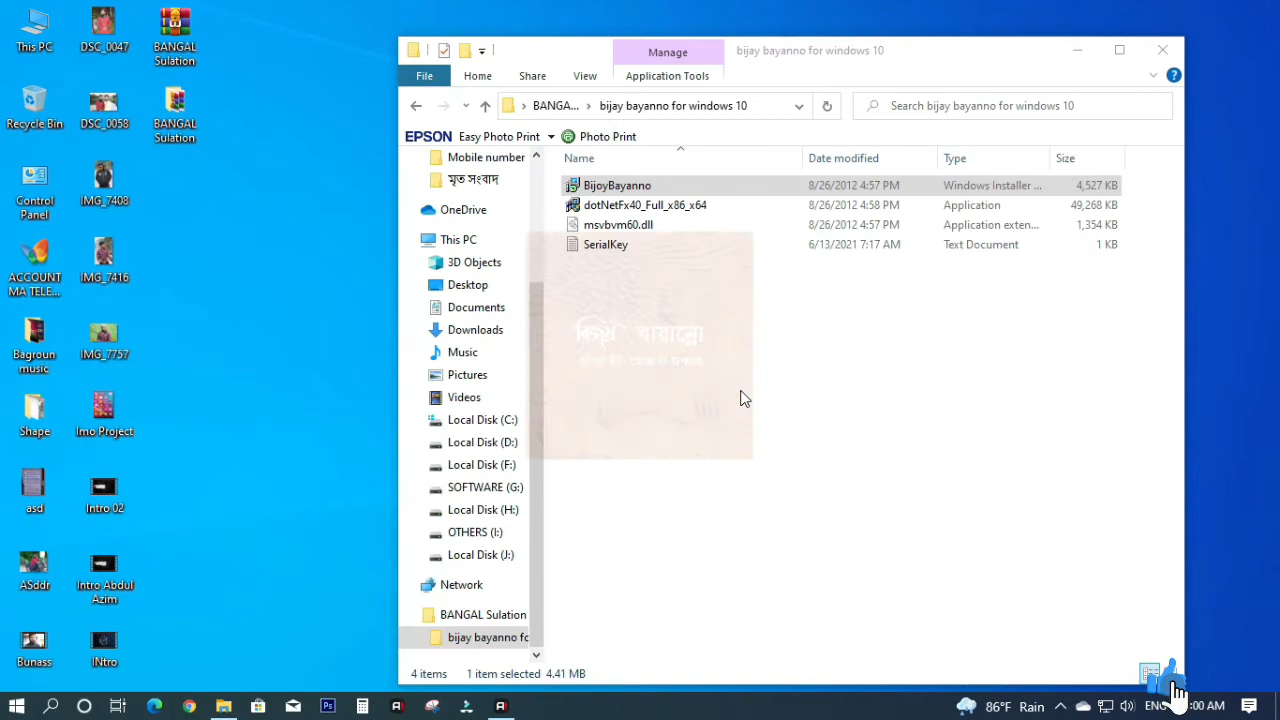 This PC
DSC_0047
BANGAL Sulation
Recycle Bin
DSC_0058
BANGAL Sulation
Control Panel
IMG_7408
ACCOUNT MA TELE...
IMG_7416
Bagroun music
IMG_7757
Shape
Imo Project
asd
Intro 02
ASddr
Intro Abdul Azim
Bunass
INtro
Manage
bijay bayanno for windows 10
File
Home
Share
View
Application Tools
BANGA...
bijay bayanno for windows 10
Search bijay bayanno for windows 10
EPSON Easy Photo Print
Photo Print
Mobile number
মৃত সংবাদ
OneDrive
This PC
3D Objects
Desktop
Documents
Downloads
Music
Pictures
Videos
Local Disk (C:)
Local Disk (D:)
Local Disk (F:)
SOFTWARE (G:)
Local Disk (H:)
OTHERS (I:)
Local Disk (J:)
Network
BANGAL Sulation
bijay bayanno fo
Name Date modified Type Size
BijoyBayanno 8/26/2012 4:57 PM Windows Installer ... 4,527 KB
dotNetFx40_Full_x86_x64 8/26/2012 4:58 PM Application 49,268 KB
msvbvm60.dll 8/26/2012 4:57 PM Application exten... 1,354 KB
SerialKey 6/13/2021 7:17 AM Text Document 1 KB
বায়ান্নো
4 items 1 item selected 4.41 MB
86°F Rain
ENG
:00 AM